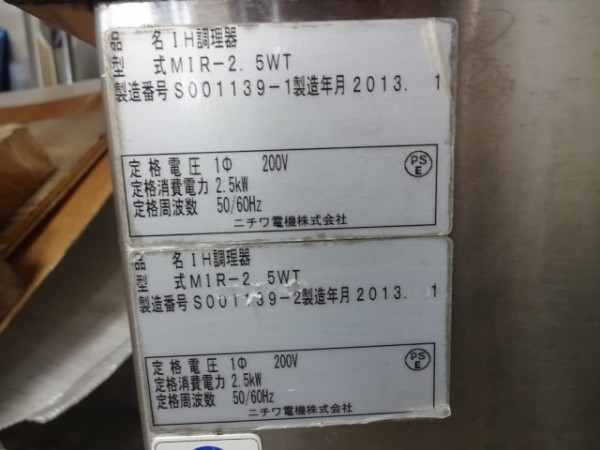 品 名 IH調理器
型 式 MIR-2.5WT
製造番号 S001139-1 製造年月 2013. 1
定格電圧 1Φ 200V
定格消費電力 2.5kW
定格周波数 50/60Hz
PS
E
ニチワ電機株式会社
品 名 IH調理器
型 式 MIR-2.5WT
製造番号 S001139-2 製造年月 2013. 1
定格電圧 1Φ 200V
定格消費電力 2.5kW
定格周波数 50/60Hz
PS
E
ニチワ電機株式会社